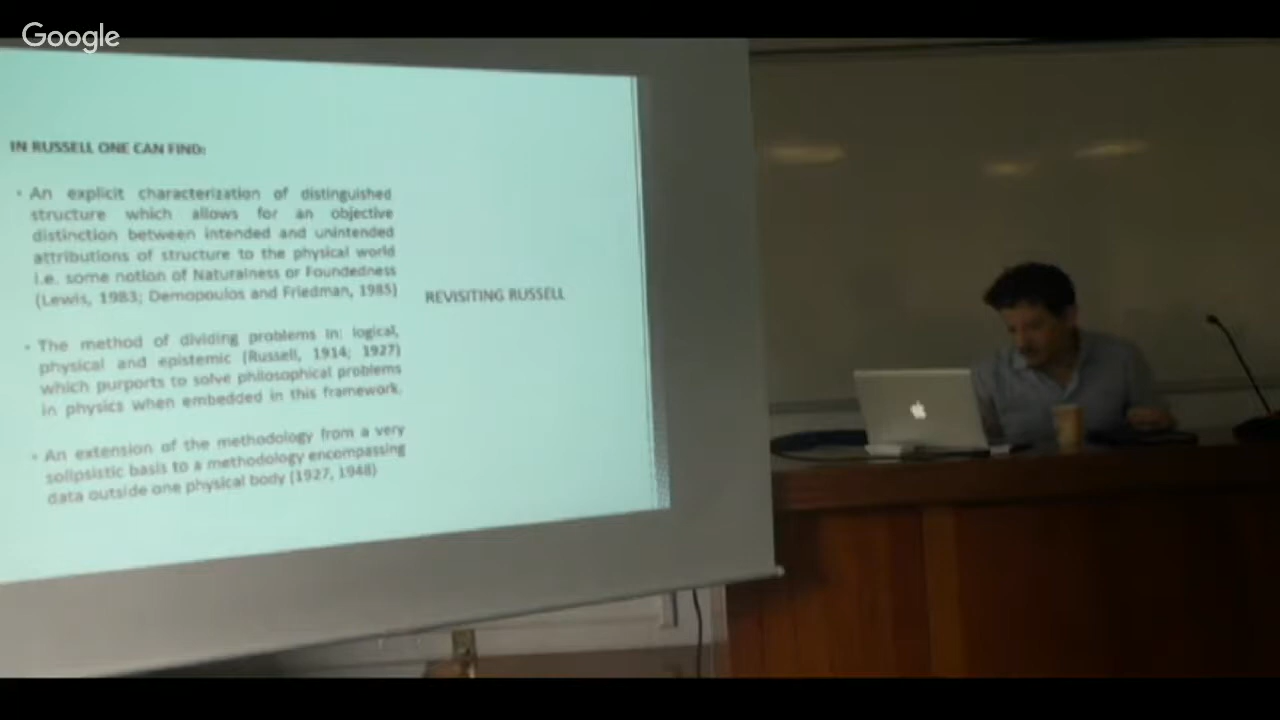 Google
IN RUSSELL ONE CAN FIND:
• An explicit characterization of distinguished
structure which allows for an objective
distinction between intended and unintended
attributions of structure to the physical world
i.e. some notion of Naturalness or Foundedness
(Lewis, 1983; Demopoulos and Friedman, 1985)
• The method of dividing problems in: logical,
physical and epistemic (Russell, 1914; 1927)
which purports to solve philosophical problems
in physics when embedded in this framework.
• An extension of the methodology from a very
solipsistic basis to a methodology encompassing
data outside one physical body (1927, 1948)
REVISITING RUSSELL